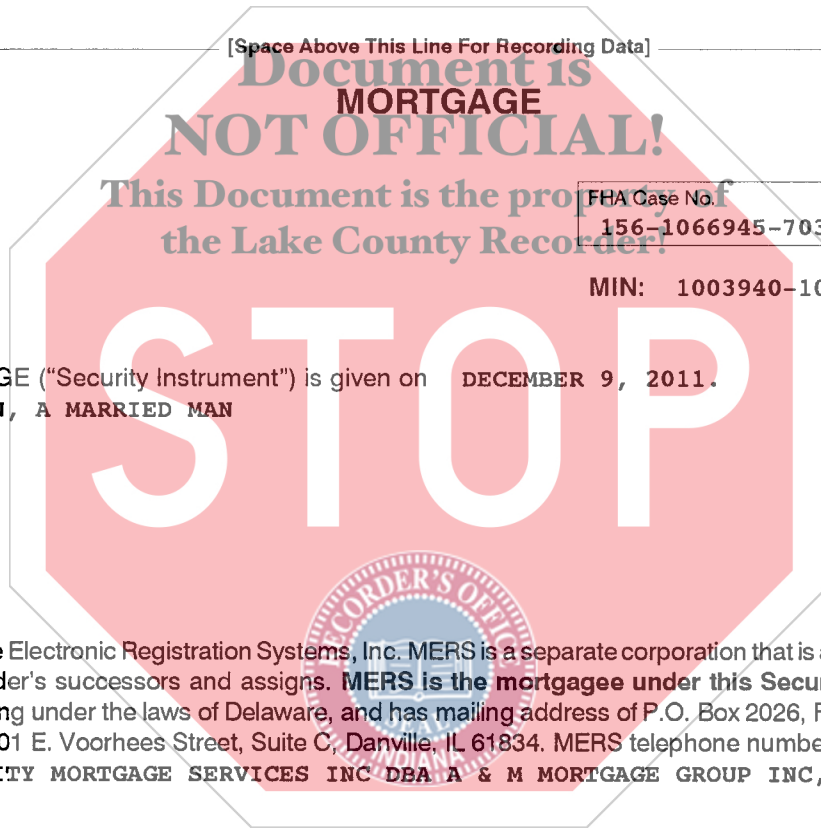 [Space Above This Line For Recording Data]
Document is
MORTGAGE
NOT OFFICIAL!
This Document is the property of
FHA Case No.
156-1066945-703
the Lake County Recorder!
MIN: 1003940-10
STOP
GE ("Security Instrument") is given on DECEMBER 9, 2011.
, A MARRIED MAN
RECORDER'S OFFICE
SEAL
INDIANA
e Electronic Registration Systems, Inc. MERS is a separate corporation that is a
der's successors and assigns. MERS is the mortgagee under this Secur
ng under the laws of Delaware, and has mailing address of P.O. Box 2026, F
01 E. Voorhees Street, Suite C, Danville, IL 61834. MERS telephone numbe
ITY MORTGAGE SERVICES INC DBA A & M MORTGAGE GROUP INC,